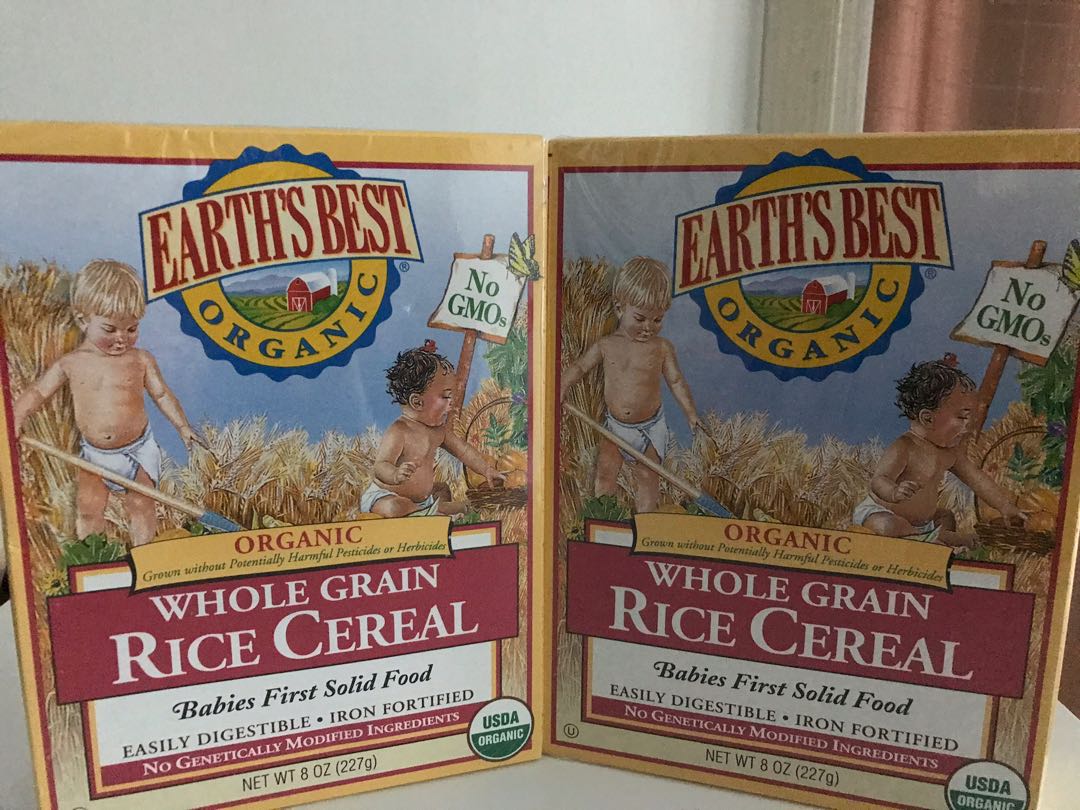 EARTH'S BEST®
ORGANIC
No
GMOs
ORGANIC
Grown without Potentially Harmful Pesticides or Herbicides
WHOLE GRAIN
RICE CEREAL
Babies First Solid Food
EASILY DIGESTIBLE • IRON FORTIFIED
NO GENETICALLY MODIFIED INGREDIENTS
NET WT 8 OZ (227g)
USDA
ORGANIC
EARTH'S BEST®
ORGANIC
No
GMOs
ORGANIC
Grown without Potentially Harmful Pesticides or Herbicides
WHOLE GRAIN
RICE CEREAL
Babies First Solid Food
EASILY DIGESTIBLE • IRON FORTIFIED
NO GENETICALLY MODIFIED INGREDIENTS
U
NET WT 8 OZ (227g)
USDA
ORGANIC